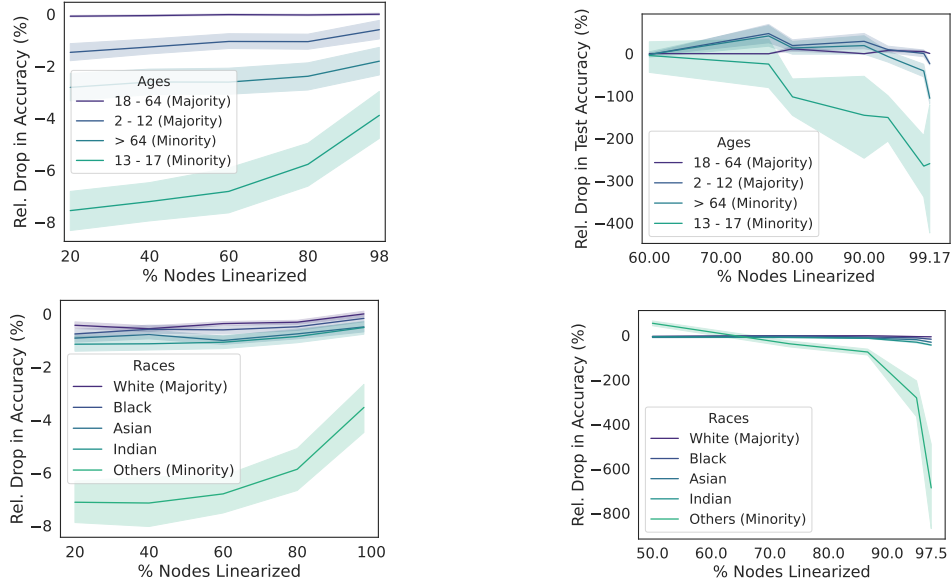 Rel. Drop in Accuracy (%)
0
−2
−4
−6
−8
Ages
18 - 64 (Majority)
2 - 12 (Majority)
> 64 (Minority)
13 - 17 (Minority)
20 40 60 80 98
% Nodes Linearized
Rel. Drop in Test Accuracy (%)
100
0
−100
−200
−300
−400
Ages
18 - 64 (Majority)
2 - 12 (Majority)
> 64 (Minority)
13 - 17 (Minority)
60.00 70.00 80.00 90.00 99.17
% Nodes Linearized
Rel. Drop in Accuracy (%)
0
−2
−4
−6
−8
Races
White (Majority)
Black
Asian
Indian
Others (Minority)
20 40 60 80 100
% Nodes Linearized
Rel. Drop in Accuracy (%)
0
−200
−400
−600
−800
Races
White (Majority)
Black
Asian
Indian
Others (Minority)
50.0 60.0 70.0 80.0 90.0 97.5
% Nodes Linearized